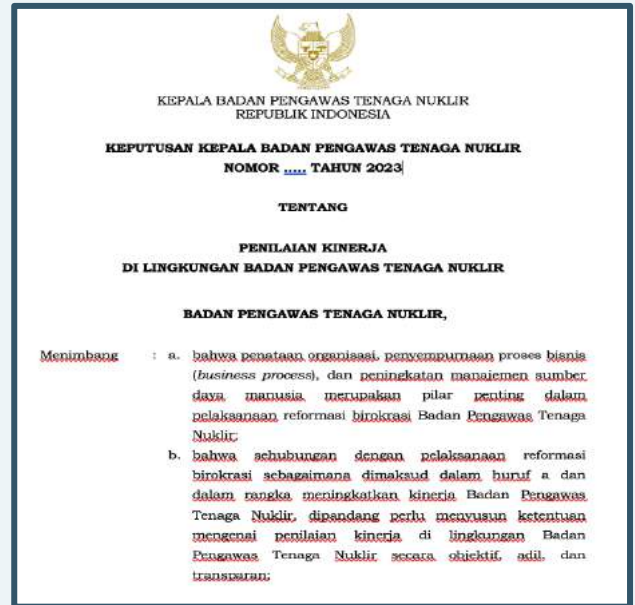 KEPALA BADAN PENGAWAS TENAGA NUKLIR
REPUBLIK INDONESIA
KEPUTUSAN KEPALA BADAN PENGAWAS TENAGA NUKLIR
NOMOR ..... TAHUN 2023
TENTANG
PENILAIAN KINERJA
DI LINGKUNGAN BADAN PENGAWAS TENAGA NUKLIR
BADAN PENGAWAS TENAGA NUKLIR,
Menimbang : a. bahwa penataan organisasi, penyempurnaan proses bisnis
(business process), dan peningkatan manajemen sumber
daya manusia merupakan pilar penting dalam
pelaksanaan reformasi birokrasi Badan Pengawas Tenaga
Nuklir;
b. bahwa sehubungan dengan pelaksanaan reformasi
birokrasi sebagaimana dimaksud dalam huruf a dan
dalam rangka meningkatkan kinerja Badan Pengawas
Tenaga Nuklir, dipandang perlu menyusun ketentuan
mengenai penilaian kinerja di lingkungan Badan
Pengawas Tenaga Nuklir secara objektif, adil, dan
transparan;